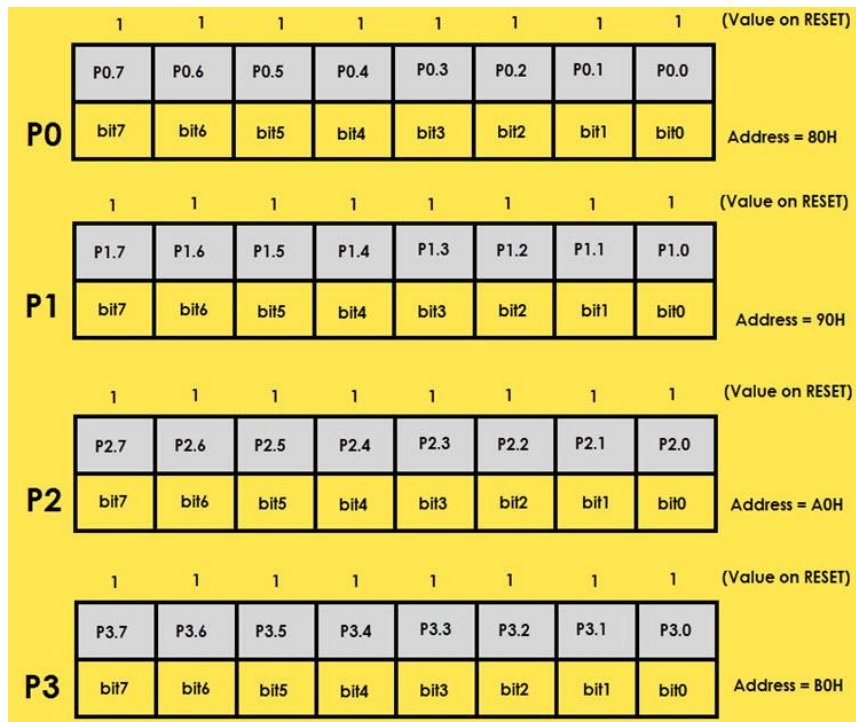 1 1 1 1 1 1 1 1 (Value on RESET)
P0.7 P0.6 P0.5 P0.4 P0.3 P0.2 P0.1 P0.0
P0 bit7 bit6 bit5 bit4 bit3 bit2 bit1 bit0 Address = 80H
1 1 1 1 1 1 1 1 (Value on RESET)
P1.7 P1.6 P1.5 P1.4 P1.3 P1.2 P1.1 P1.0
P1 bit7 bit6 bit5 bit4 bit3 bit2 bit1 bit0 Address = 90H
1 1 1 1 1 1 1 1 (Value on RESET)
P2.7 P2.6 P2.5 P2.4 P2.3 P2.2 P2.1 P2.0
P2 bit7 bit6 bit5 bit4 bit3 bit2 bit1 bit0 Address = A0H
1 1 1 1 1 1 1 1 (Value on RESET)
P3.7 P3.6 P3.5 P3.4 P3.3 P3.2 P3.1 P3.0
P3 bit7 bit6 bit5 bit4 bit3 bit2 bit1 bit0 Address = B0H